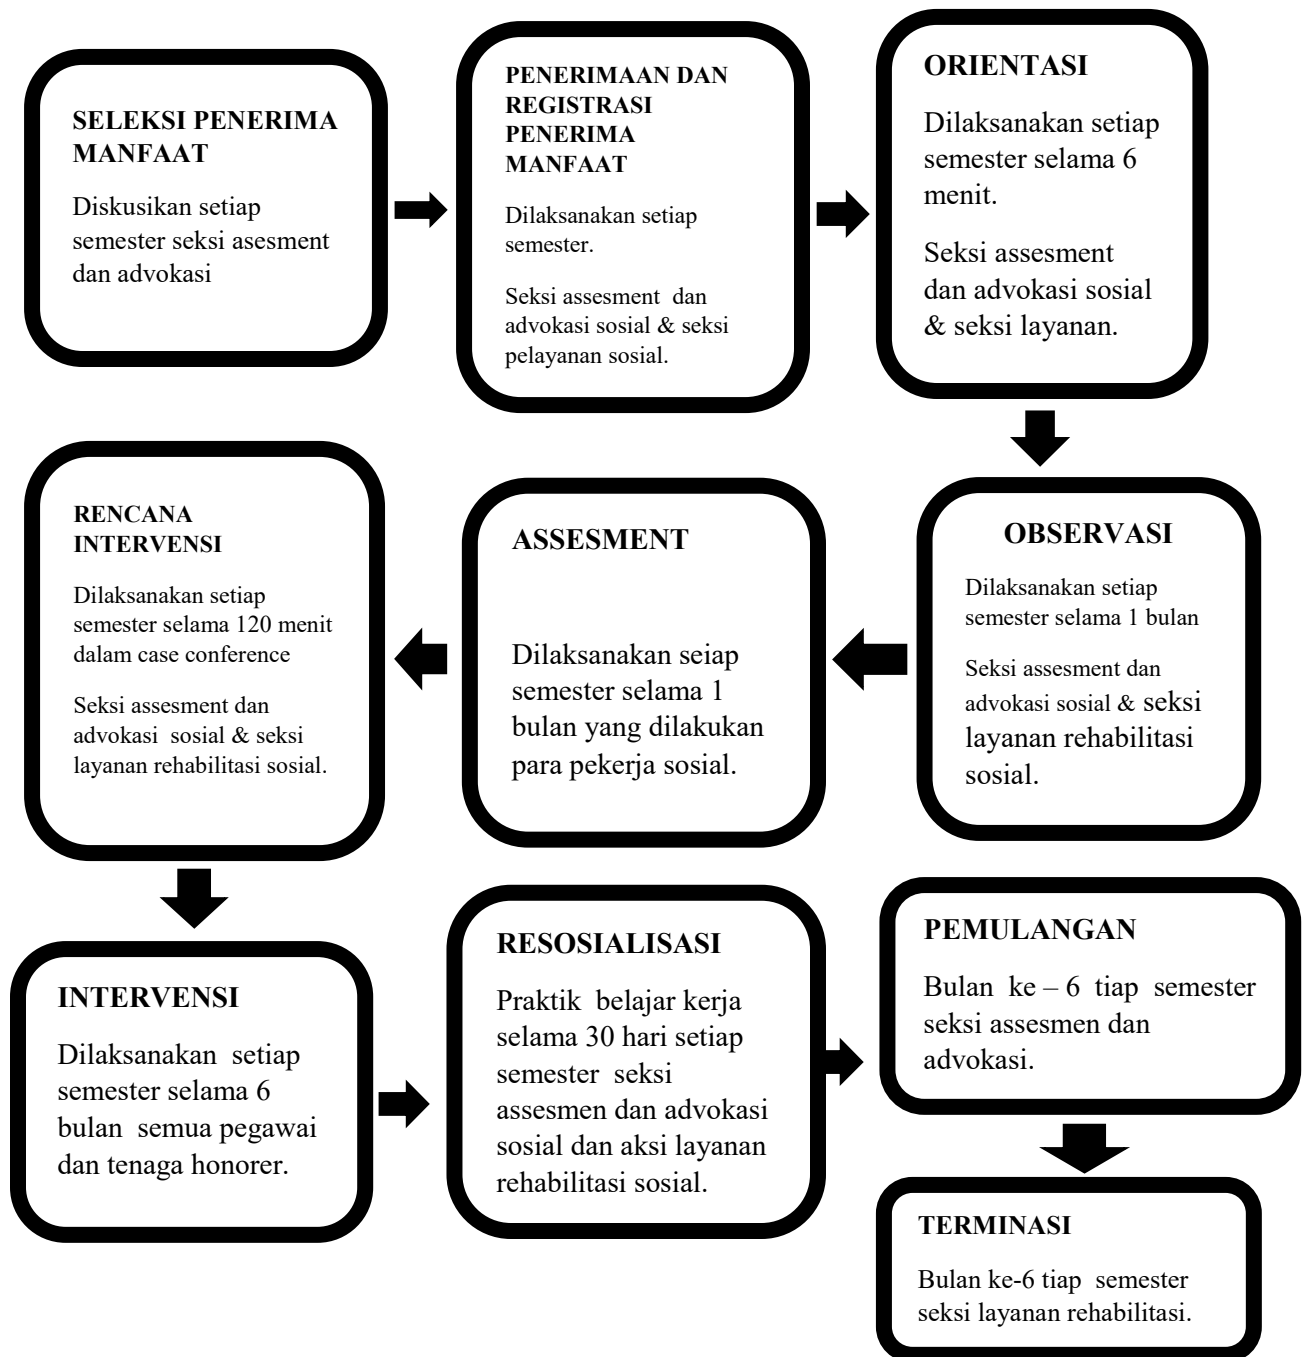 SELEKSI PENERIMA
MANFAAT
Diskusikan setiap
semester seksi asesment
dan advokasi
PENERIMAAN DAN
REGISTRASI
PENERIMA
MANFAAT
Dilaksanakan setiap
semester.
Seksi assesment dan
advokasi sosial & seksi
pelayanan sosial.
ORIENTASI
Dilaksanakan setiap
semester selama 6
menit.
Seksi assesment
dan advokasi sosial
& seksi layanan.
OBSERVASI
Dilaksanakan setiap
semester selama 1 bulan
Seksi assesment dan
advokasi sosial & seksi
layanan rehabilitasi
sosial.
ASSESMENT
Dilaksanakan seiap
semester selama 1
bulan yang dilakukan
para pekerja sosial.
RENCANA
INTERVENSI
Dilaksanakan setiap
semester selama 120 menit
dalam case conference
Seksi assesment dan
advokasi sosial & seksi
layanan rehabilitasi sosial.
INTERVENSI
Dilaksanakan setiap
semester selama 6
bulan semua pegawai
dan tenaga honorer.
RESOSIALISASI
Praktik belajar kerja
selama 30 hari setiap
semester seksi
assesmen dan advokasi
sosial dan aksi layanan
rehabilitasi sosial.
PEMULANGAN
Bulan ke – 6 tiap semester
seksi assesmen dan
advokasi.
TERMINASI
Bulan ke-6 tiap semester
seksi layanan rehabilitasi.